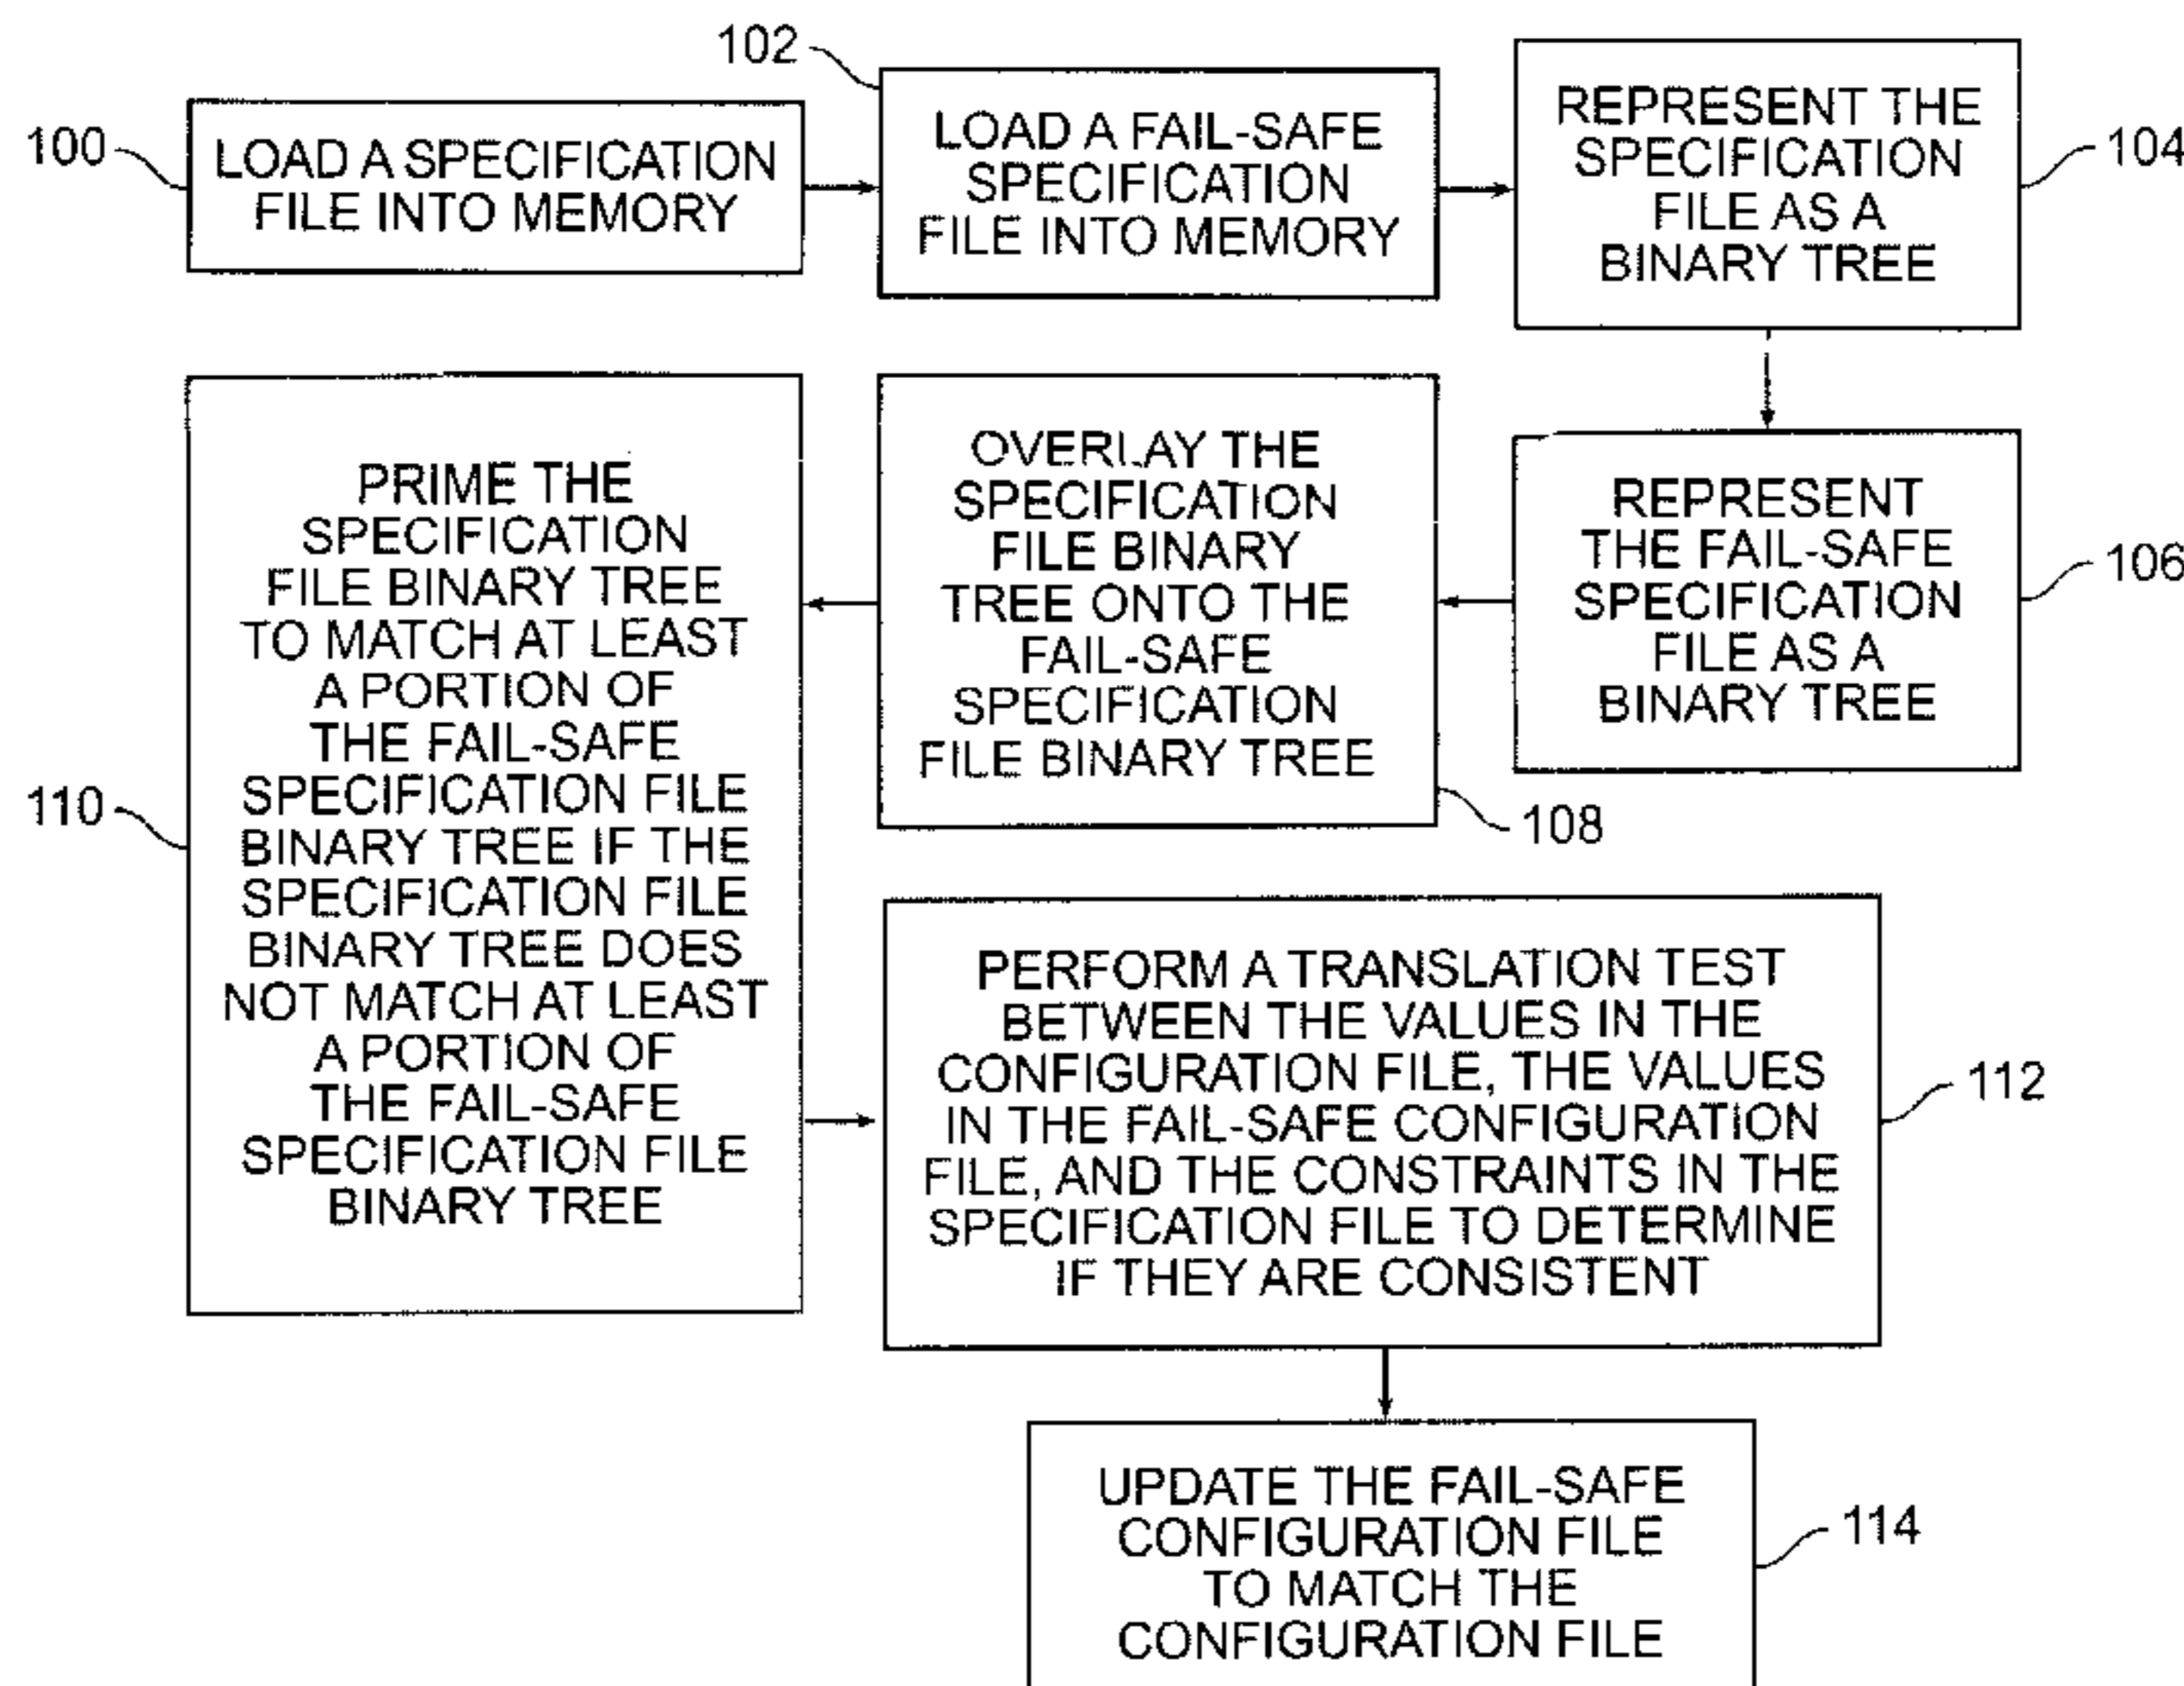 100
LOAD A SPECIFICATION
FILE INTO MEMORY
102
LOAD A FAIL-SAFE
SPECIFICATION
FILE INTO MEMORY
REPRESENT THE
SPECIFICATION
FILE AS A
BINARY TREE
104
REPRESENT
THE FAIL-SAFE
SPECIFICATION
FILE AS A
BINARY TREE
106
OVERLAY THE
SPECIFICATION
FILE BINARY
TREE ONTO THE
FAIL-SAFE
SPECIFICATION
FILE BINARY TREE
108
PRIME THE
SPECIFICATION
FILE BINARY TREE
TO MATCH AT LEAST
A PORTION OF
THE FAIL-SAFE
SPECIFICATION FILE
BINARY TREE IF THE
SPECIFICATION FILE
BINARY TREE DOES
NOT MATCH AT LEAST
A PORTION OF
THE FAIL-SAFE
SPECIFICATION FILE
BINARY TREE
110
PERFORM A TRANSLATION TEST
BETWEEN THE VALUES IN THE
CONFIGURATION FILE, THE VALUES
IN THE FAIL-SAFE CONFIGURATION
FILE, AND THE CONSTRAINTS IN THE
SPECIFICATION FILE TO DETERMINE
IF THEY ARE CONSISTENT
112
UPDATE THE FAIL-SAFE
CONFIGURATION FILE
TO MATCH THE
CONFIGURATION FILE
114